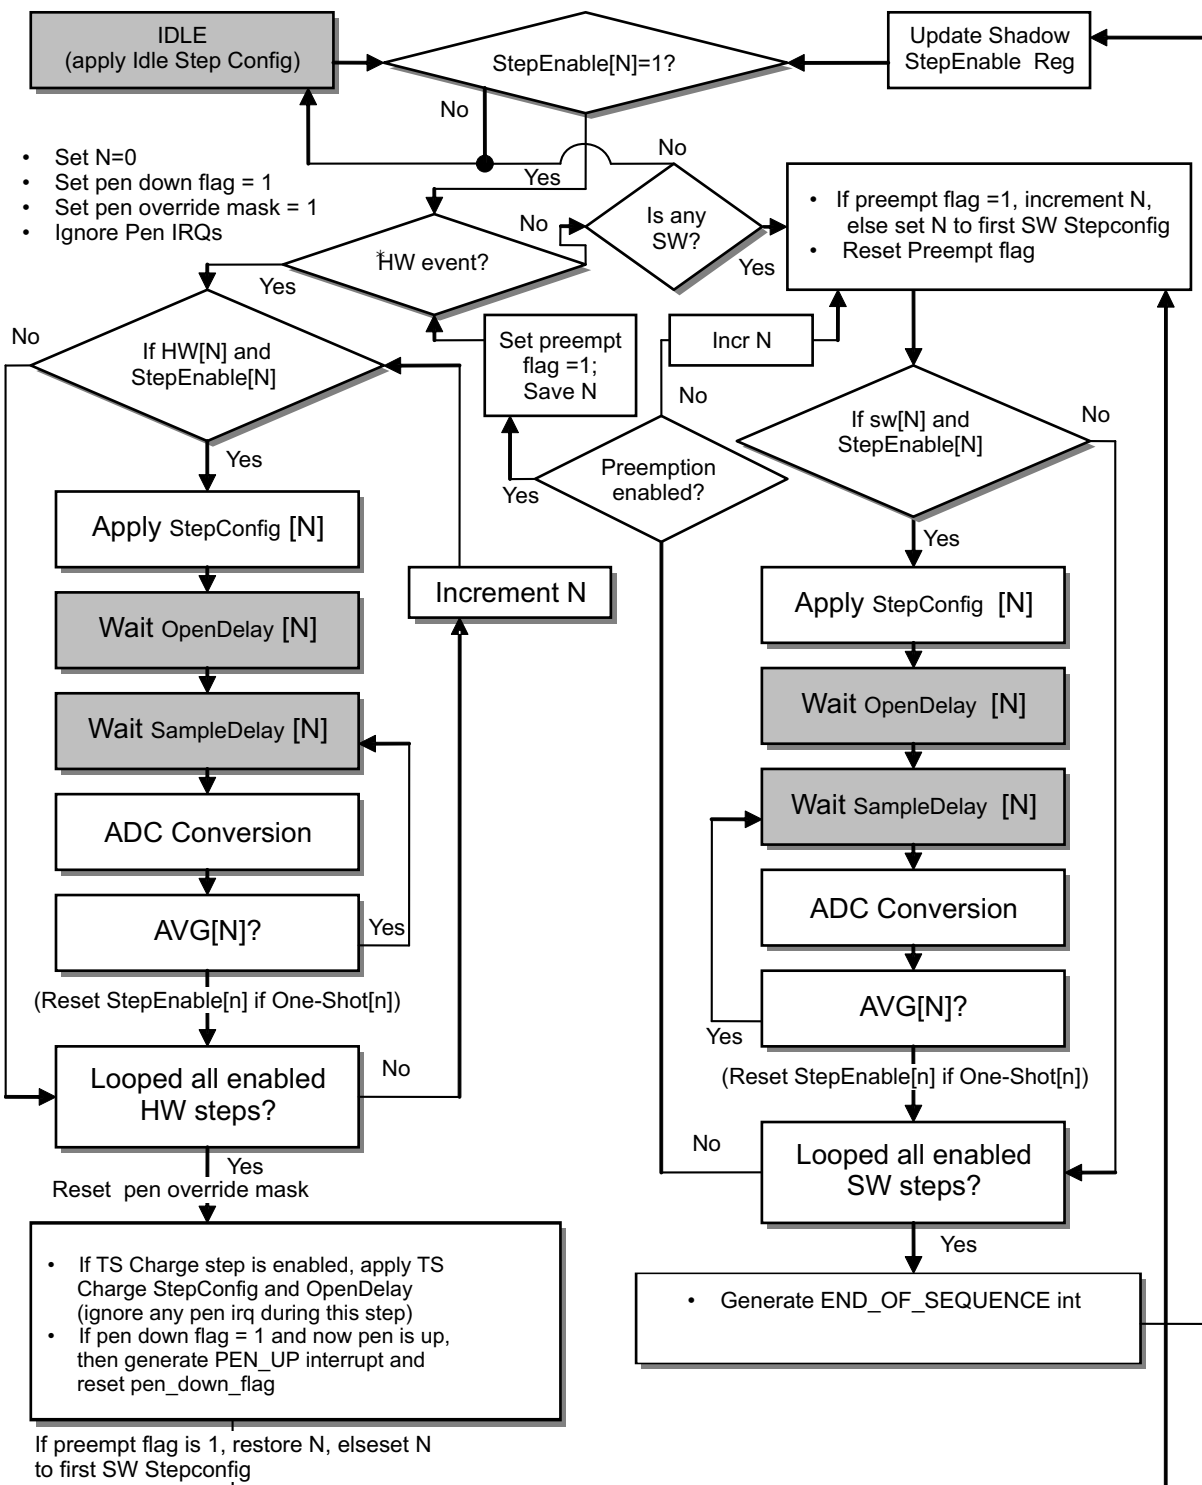 IDLE
(apply Idle Step Config)
StepEnable[N]=1?
Update Shadow
StepEnable Reg
No
• Set N=0
• Set pen down flag = 1
• Set pen override mask = 1
• Ignore Pen IRQs
Yes
No
*HW event?
Yes
No
Is any
SW?
Yes
• If preempt flag =1, increment N,
else set N to first SW Stepconfig
• Reset Preempt flag
No
If HW[N] and
StepEnable[N]
Yes
Set preempt
flag =1;
Save N
Incr N
No
Preemption
enabled?
Yes
If sw[N] and
StepEnable[N]
No
Yes
Apply StepConfig [N]
Wait OpenDelay [N]
Wait SampleDelay [N]
ADC Conversion
AVG[N]?
Yes
(Reset StepEnable[n] if One-Shot[n])
Looped all enabled
HW steps?
No
Increment N
Yes
Reset pen override mask
• If TS Charge step is enabled, apply TS
Charge StepConfig and OpenDelay
(ignore any pen irq during this step)
• If pen down flag = 1 and now pen is up,
then generate PEN_UP interrupt and
reset pen_down_flag
If preempt flag is 1, restore N, elseset N
to first SW Stepconfig
Apply StepConfig [N]
Wait OpenDelay [N]
Wait SampleDelay [N]
ADC Conversion
AVG[N]?
Yes
(Reset StepEnable[n] if One-Shot[n])
Looped all enabled
SW steps?
No
Yes
• Generate END_OF_SEQUENCE int